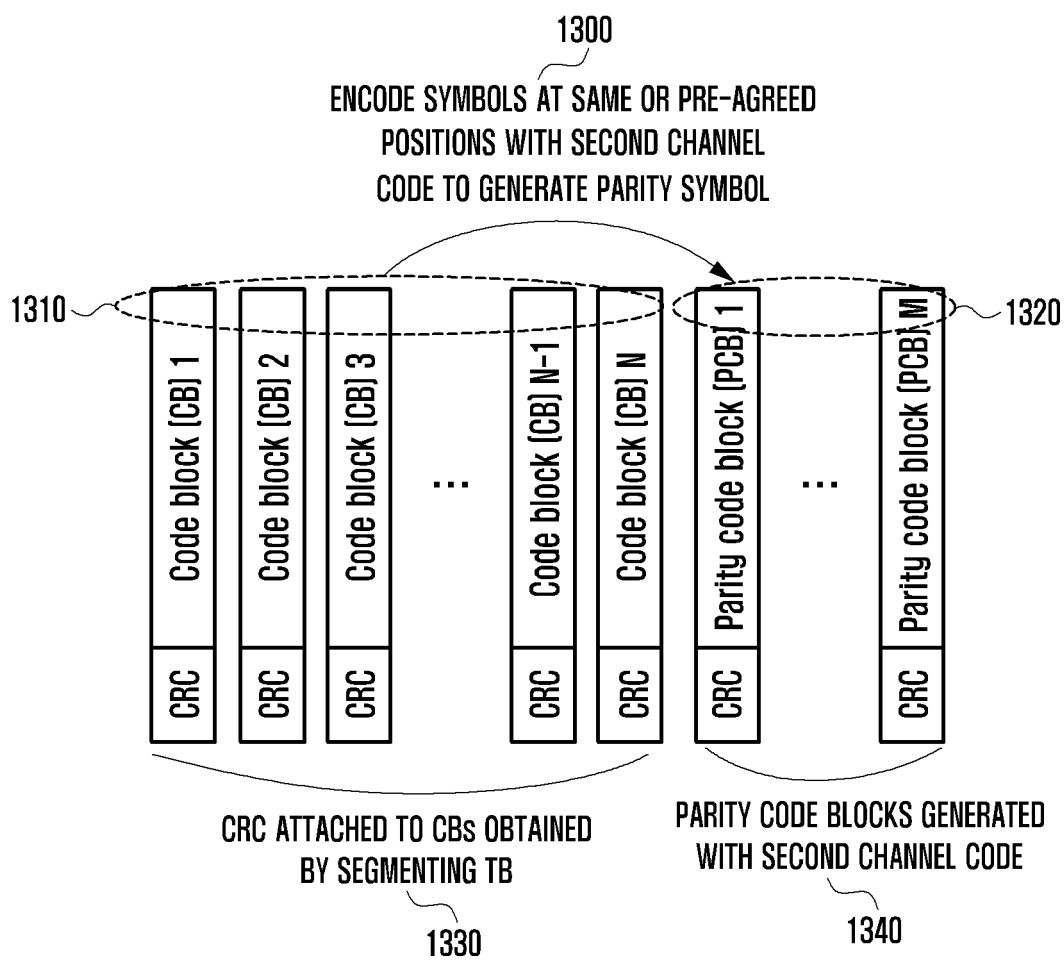 1300
ENCODE SYMBOLS AT SAME OR PRE-AGREED
POSITIONS WITH SECOND CHANNEL
CODE TO GENERATE PARITY SYMBOL
1310
1320
Code block (CB) 1
Code block (CB) 2
Code block (CB) 3
...
Code block (CB) N-1
Code block (CB) N
Parity code block (PCB) 1
...
Parity code block (PCB) M
CRC
CRC
CRC
CRC
CRC
CRC
CRC
CRC ATTACHED TO CBs OBTAINED
BY SEGMENTING TB
1330
PARITY CODE BLOCKS GENERATED
WITH SECOND CHANNEL CODE
1340